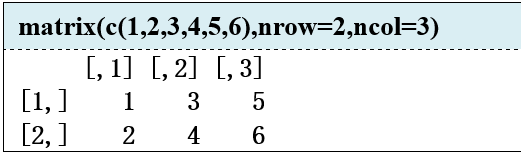 matrix(c(1,2,3,4,5,6),nrow=2,ncol=3)
[,1] [,2] [,3]
[1,] 1 3 5
[2,] 2 4 6